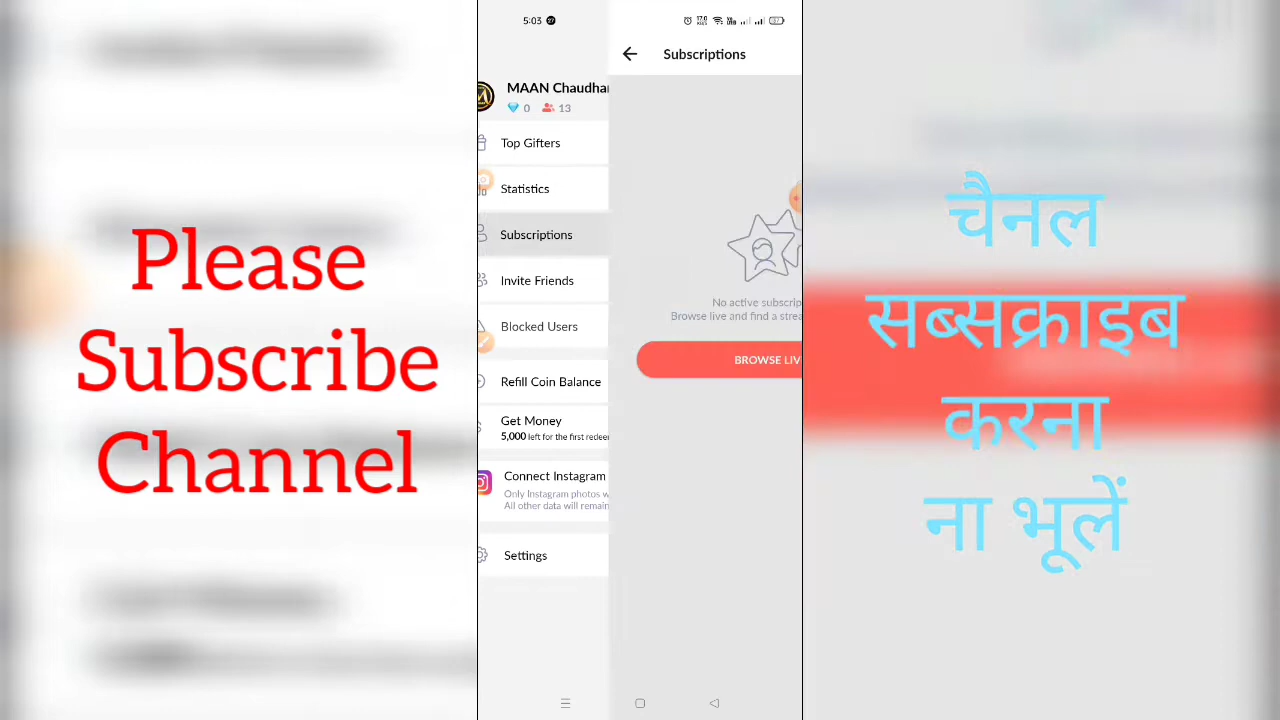 Please
Subscribe
Channel
5:03
MAAN Chaudhar
0 13
Top Gifters
Statistics
Subscriptions
Invite Friends
Blocked Users
Refill Coin Balance
Get Money
5,000 left for the first redee
Connect Instagram
Only Instagram photos w
All other data will remain
Settings
Subscriptions
No active subscrip
Browse live and find a strea
BROWSE LIV
चैनल
सब्सक्राइब
करना
ना भूलें